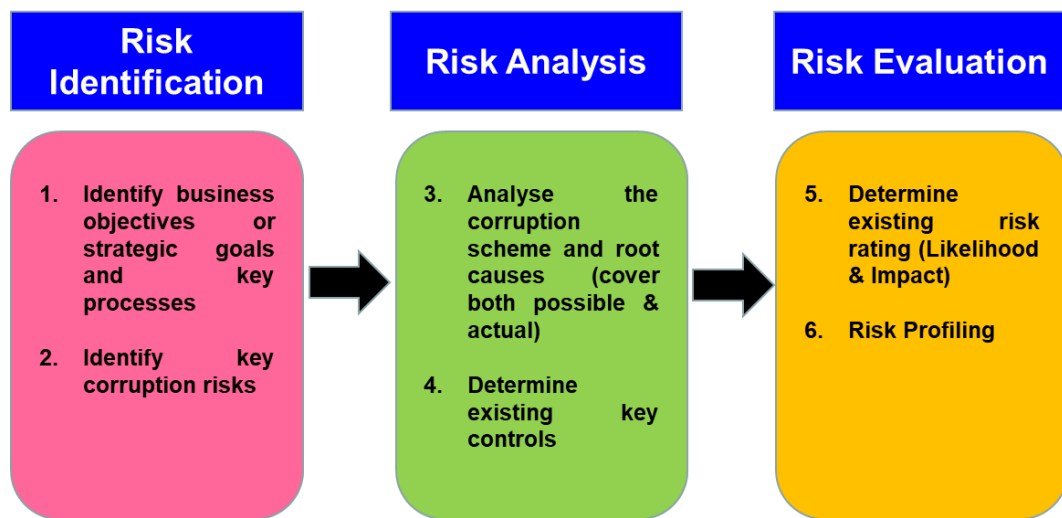 Risk
Identification
Risk Analysis
Risk Evaluation
1. Identify business
objectives or
strategic goals
and key
processes
2. Identify key
corruption risks
3. Analyse the
corruption
scheme and root
causes (cover
both possible &
actual)
4. Determine
existing key
controls
5. Determine
existing risk
rating (Likelihood
& Impact)
6. Risk Profiling